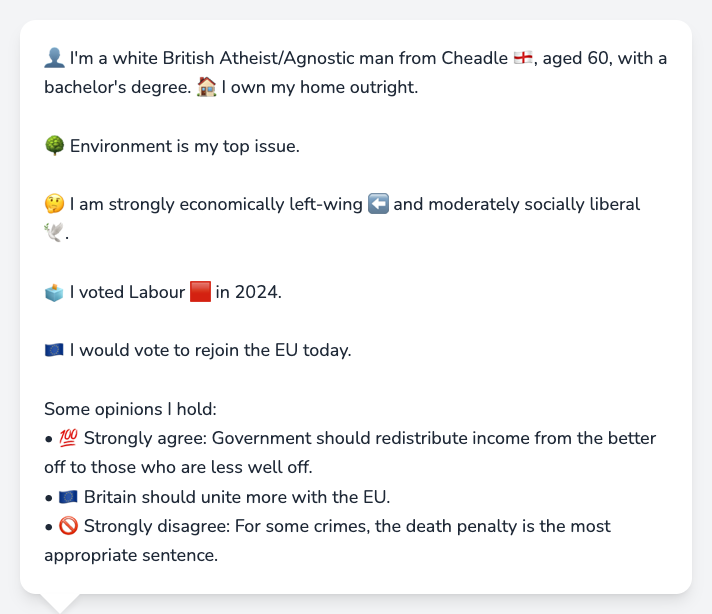 👤 I'm a white British Atheist/Agnostic man from Cheadle 🏴󠁧󠁢󠁥󠁮󠁧󠁿, aged 60, with a
bachelor's degree. 🏠 I own my home outright.
🌳 Environment is my top issue.
🤔 I am strongly economically left-wing ⬅️ and moderately socially liberal
🕊️.
🗳️ I voted Labour 🟥 in 2024.
🇪🇺 I would vote to rejoin the EU today.
Some opinions I hold:
• 💯 Strongly agree: Government should redistribute income from the better
off to those who are less well off.
• 🇪🇺 Britain should unite more with the EU.
• 🚫 Strongly disagree: For some crimes, the death penalty is the most
appropriate sentence.